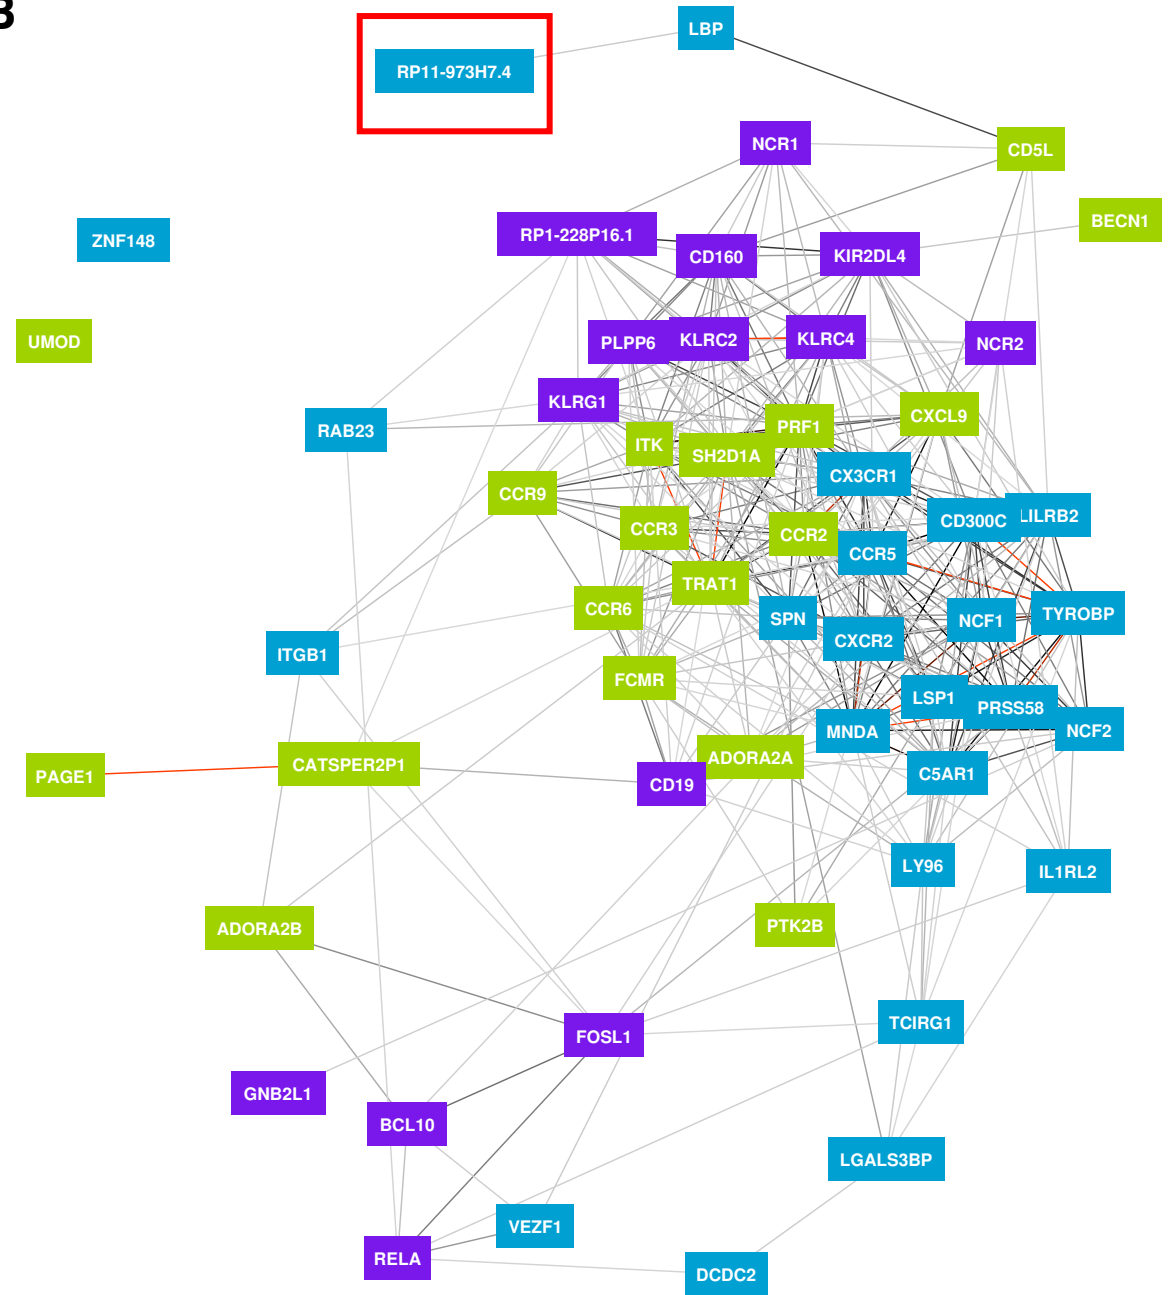 B
LBP
RP11-973H7.4
NCR1
CD5L
BECN1
RP1-228P16.1
ZNF148
CD160
KIR2DL4
UMOD
PLPP6
KLRC2
KLRC4
NCR2
KLRG1
RAB23
PRF1
CXCL9
ITK
SH2D1A
CX3CR1
CCR9
CCR3
CCR2
CD300C
LILRB2
CCR5
TRAT1
CCR6
SPN
CXCR2
NCF1
TYROBP
ITGB1
FCMR
LSP1
PRSS58
MNDA
NCF2
PAGE1
CATSPER2P1
ADORA2A
CD19
C5AR1
LY96
IL1RL2
ADORA2B
PTK2B
TCIRG1
FOSL1
GNB2L1
BCL10
LGALS3BP
VEZF1
RELA
DCDC2